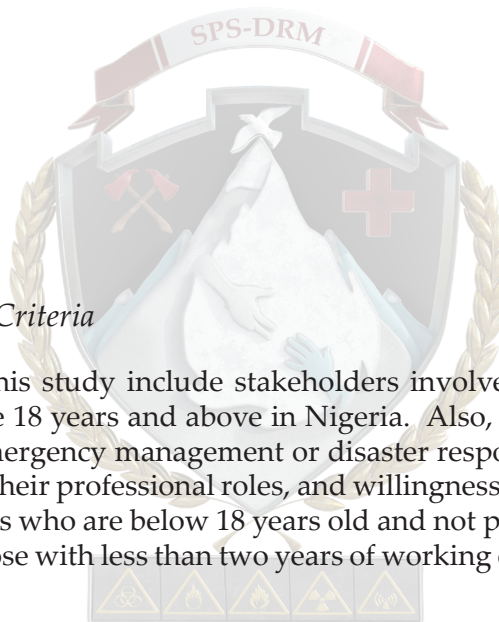 SPS-DRM
Criteria
his study include stakeholders involve
e 18 years and above in Nigeria. Also,
nergency management or disaster respo
heir professional roles, and willingness
s who are below 18 years old and not p
ose with less than two years of working